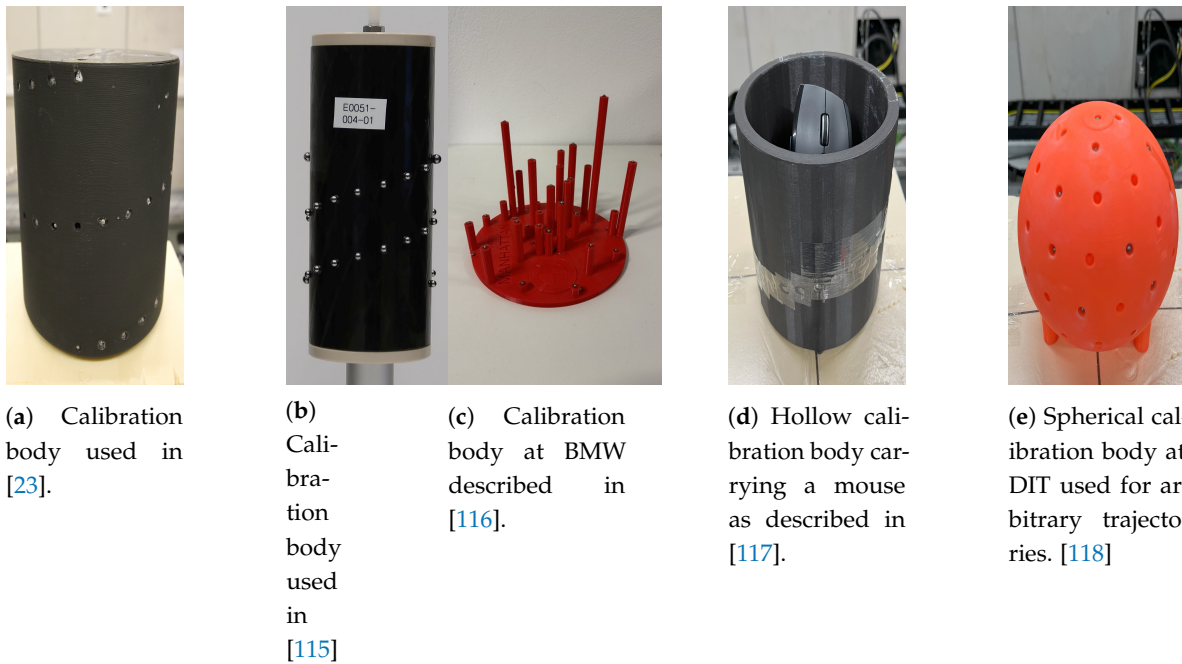 E0051-
004-01
MANHATTAN
(a) Calibration
body used in
[23].
(b)
Cali-
bra-
tion
body
used
in
[115]
(c) Calibration
body at BMW
described in
[116].
(d) Hollow cali-
bration body car-
rying a mouse
as described in
[117].
(e) Spherical cal-
ibration body at
DIT used for ar-
bitrary trajecto-
ries. [118]